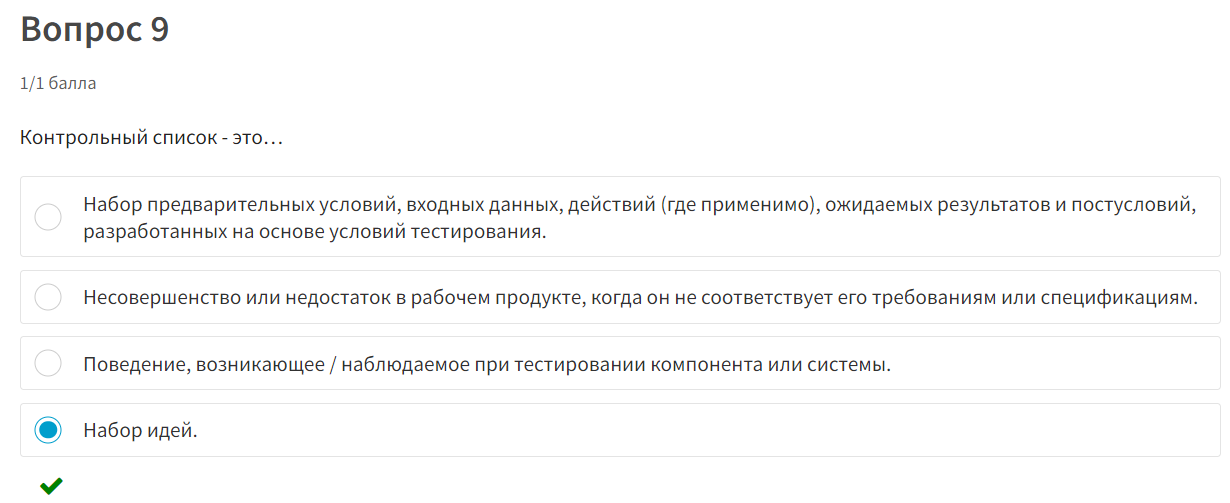 Вопрос 9
1/1 балла
Контрольный список - это…
Набор предварительных условий, входных данных, действий (где применимо), ожидаемых результатов и постусловий,
разработанных на основе условий тестирования.
Несовершенство или недостаток в рабочем продукте, когда он не соответствует его требованиям или спецификациям.
Поведение, возникающее / наблюдаемое при тестировании компонента или системы.
Набор идей.